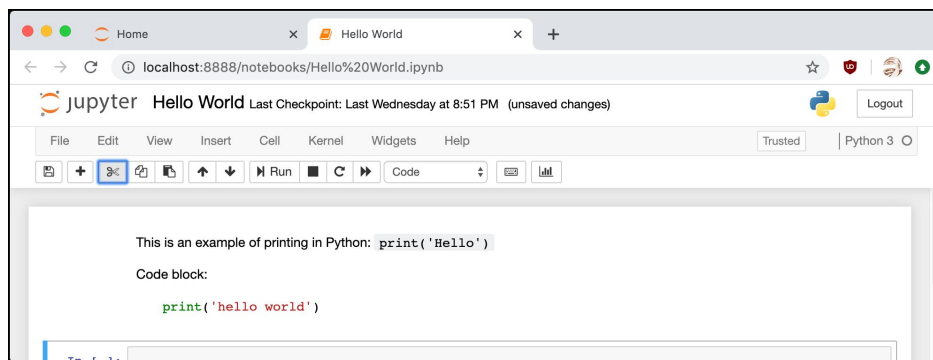 Home
Hello World
localhost:8888/notebooks/Hello%20World.ipynb
jupyter Hello World Last Checkpoint: Last Wednesday at 8:51 PM (unsaved changes)
Logout
File Edit View Insert Cell Kernel Widgets Help
Trusted Python 3
Run Code
This is an example of printing in Python: print('Hello')
Code block:
print('hello world')